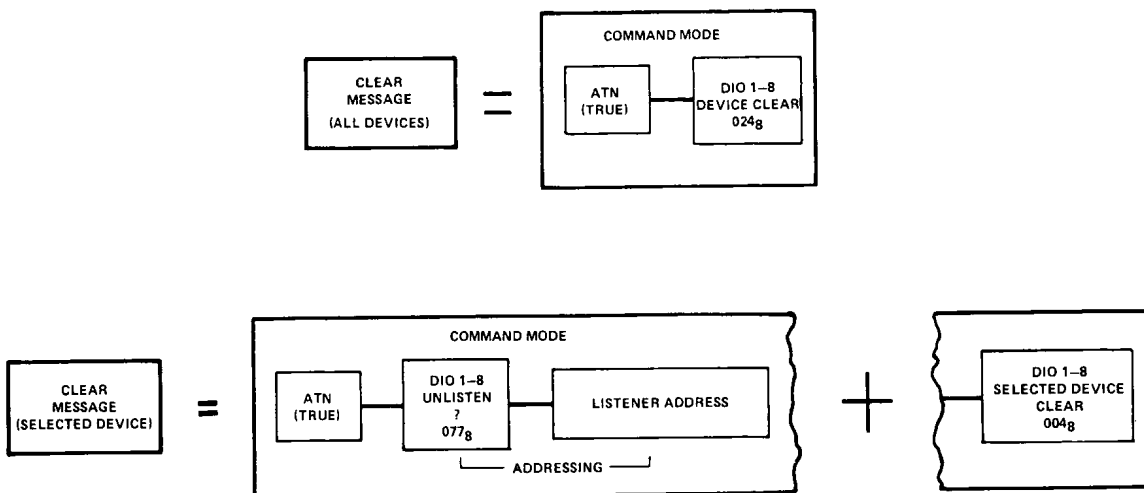 COMMAND MODE
CLEAR
MESSAGE
(ALL DEVICES)
=
ATN
(TRUE)
DIO 1–8
DEVICE CLEAR
024₈
COMMAND MODE
CLEAR
MESSAGE
(SELECTED DEVICE)
=
ATN
(TRUE)
DIO 1–8
UNLISTEN
?
077₈
LISTENER ADDRESS
ADDRESSING
+
DIO 1–8
SELECTED DEVICE
CLEAR
004₈